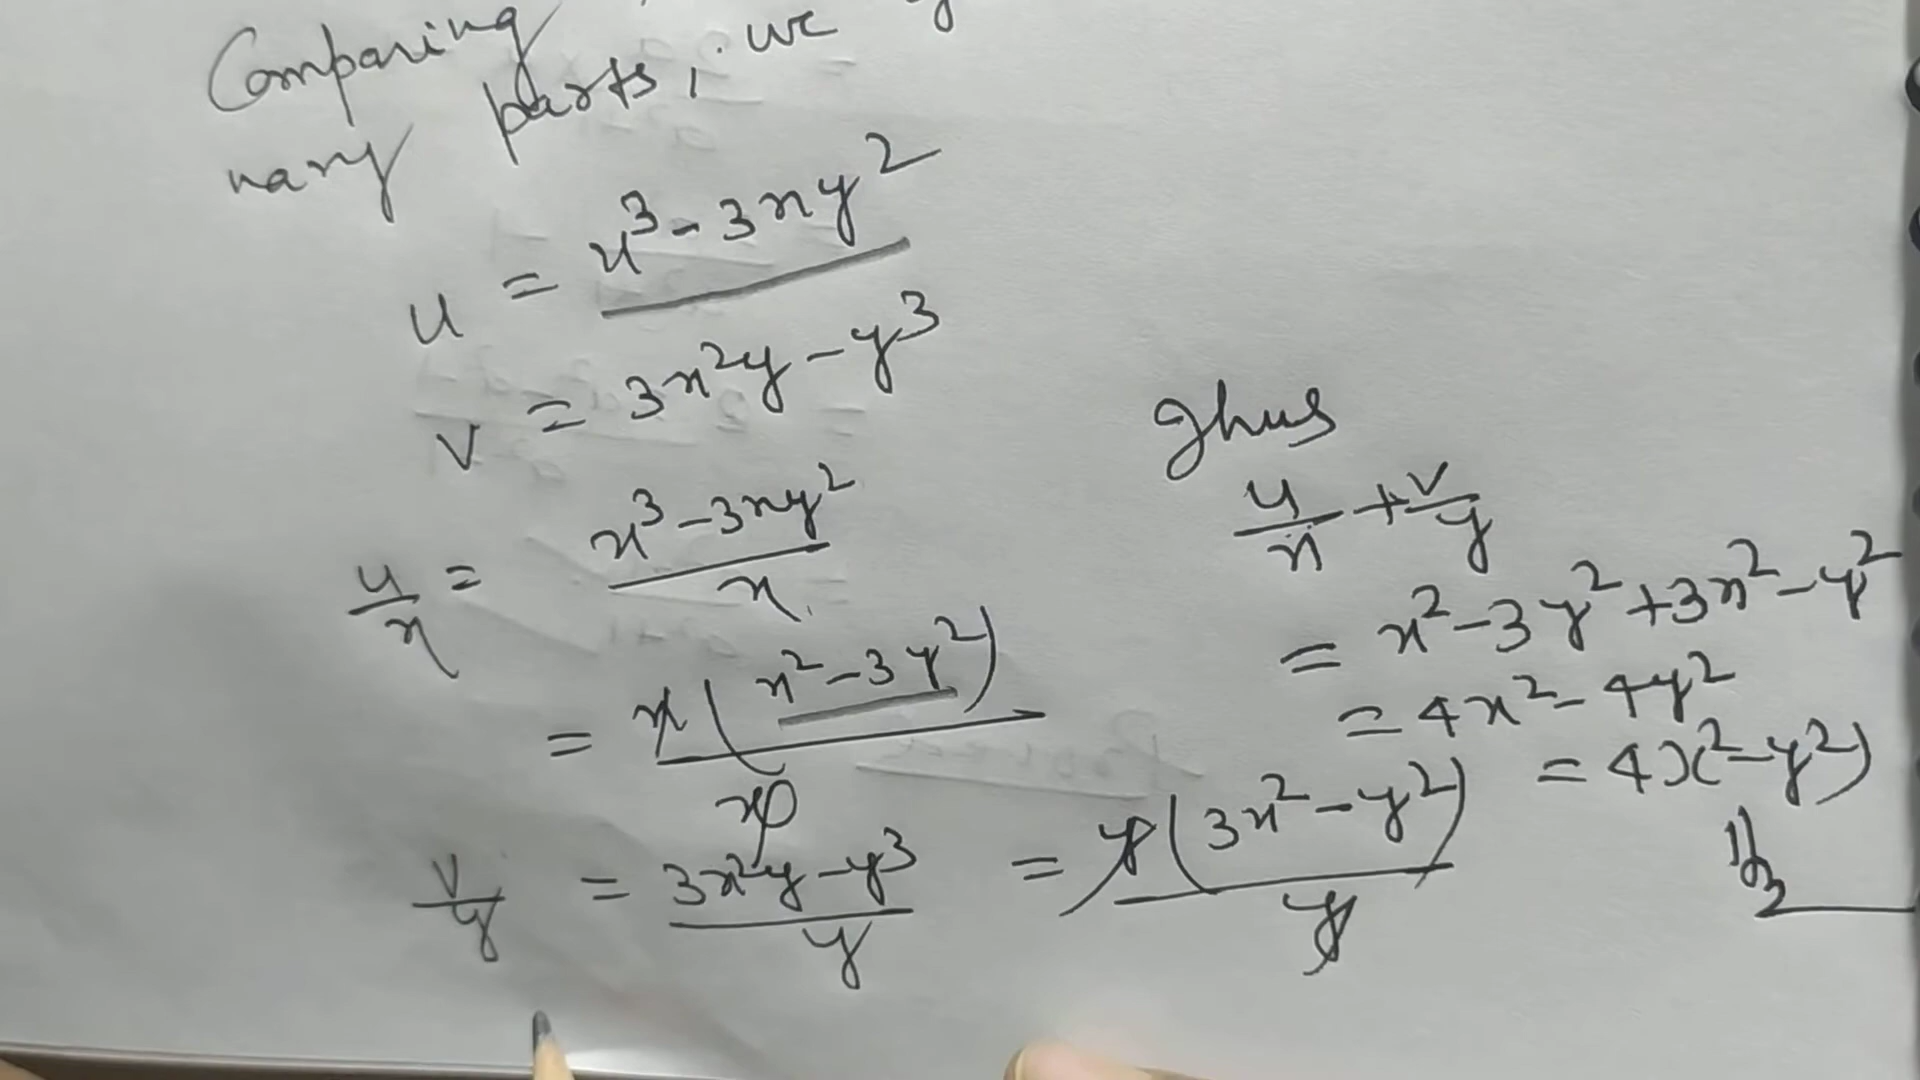 Comparing
nary parts, we
u = x³ - 3xy²
v = 3x²y - y³
u/x = x³ - 3xy² / x
= x(x² - 3y²) / x
v/y = 3x²y - y³ / y = y(3x² - y²) / y
Thus
u/x + v/y
= x² - 3y² + 3x² - y²
= 4x² - 4y²
= 4(x² - y²)